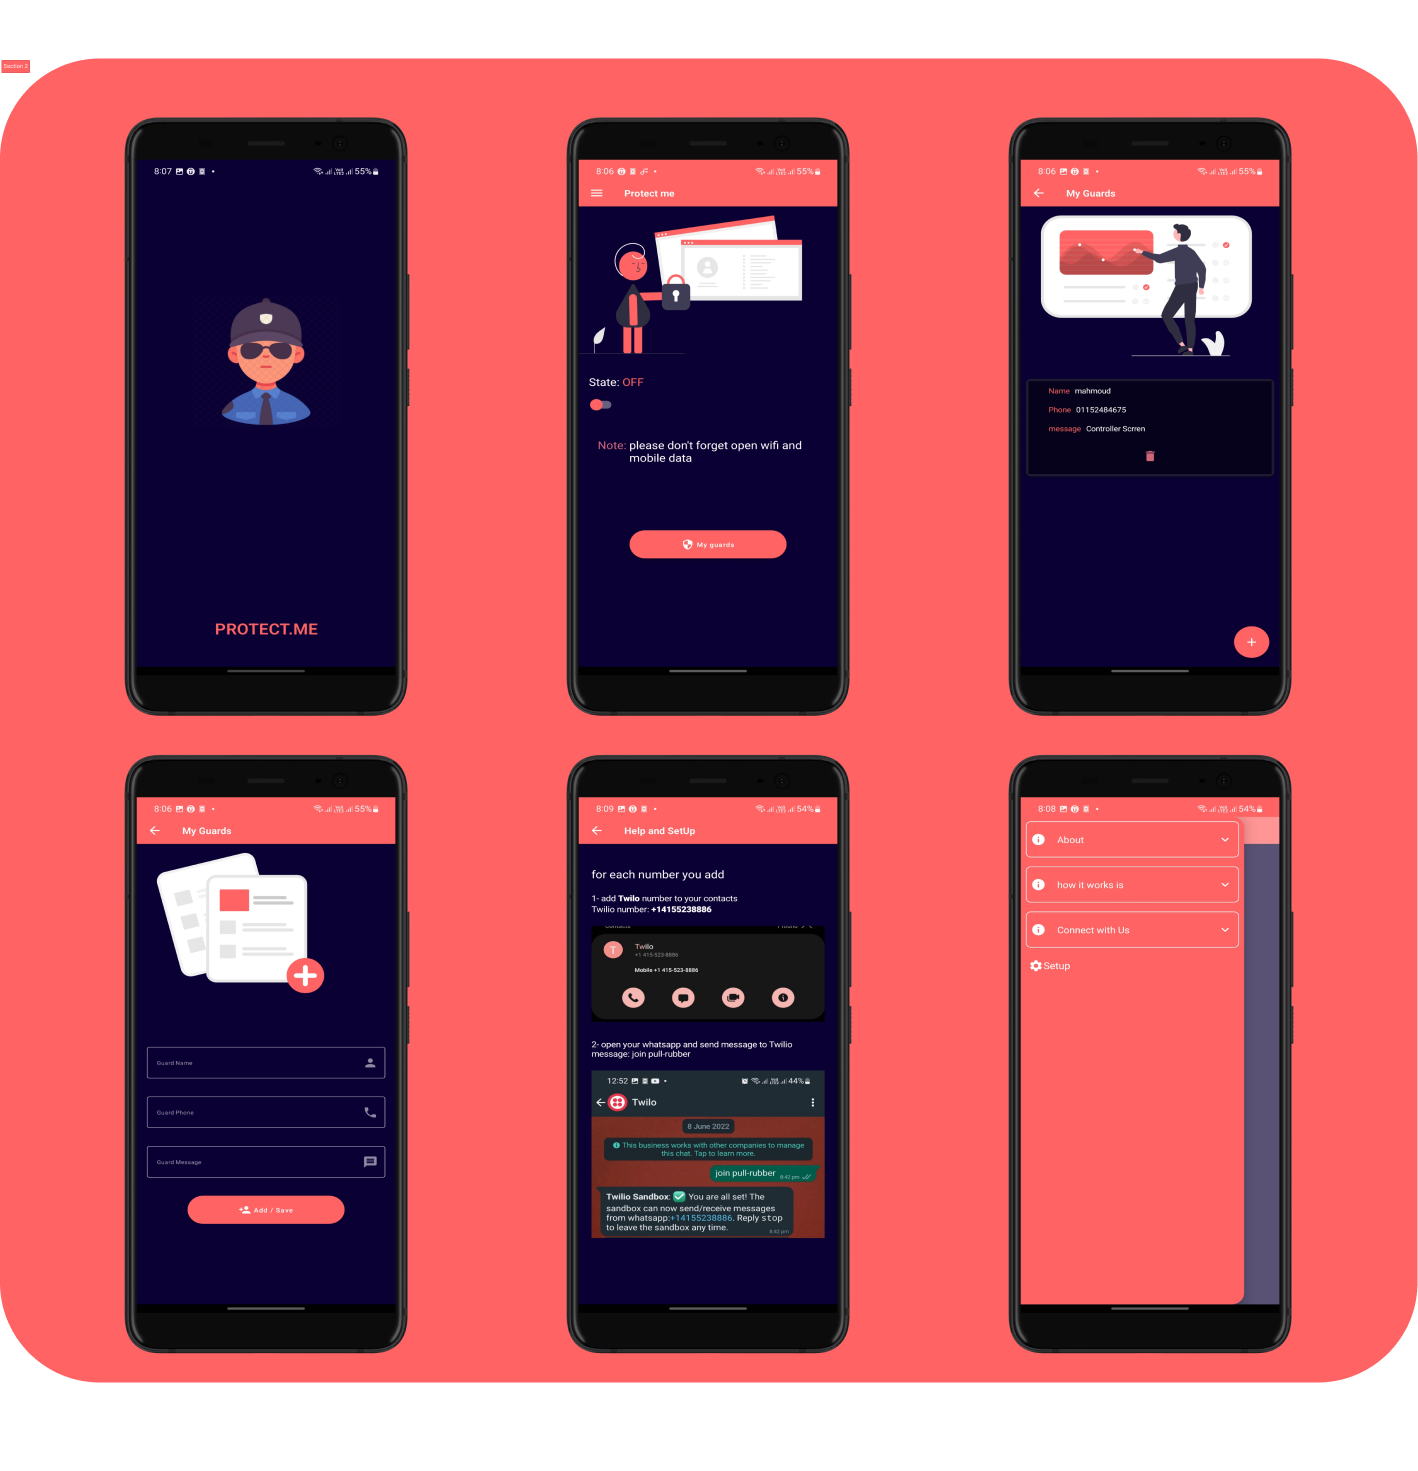 Section 2
8:07
55%
PROTECT.ME
8:06
55%
Protect me
State: OFF
Note: please don't forget open wifi and
mobile data
My guards
8:06
55%
My Guards
Name mahmoud
Phone 01152484675
message Controller Scrren
8:06
55%
My Guards
Guard Name
Guard Phone
Guard Message
Add / Save
8:09
54%
Help and SetUp
for each number you add
1- add Twilo number to your contacts
Twilio number: +14155238886
T
Twilo
+1 415-523-8886
Mobile +1 415-523-8886
2- open your whatsapp and send message to Twilio
message: join pull-rubber
12:52
44%
Twilo
8 June 2022
This business works with other companies to manage
this chat. Tap to learn more.
join pull-rubber
8:42 pm
Twilio Sandbox: ✅ You are all set! The
sandbox can now send/receive messages
from whatsapp:+14155238886. Reply stop
to leave the sandbox any time.
8:42 pm
8:08
54%
About
how it works is
Connect with Us
Setup